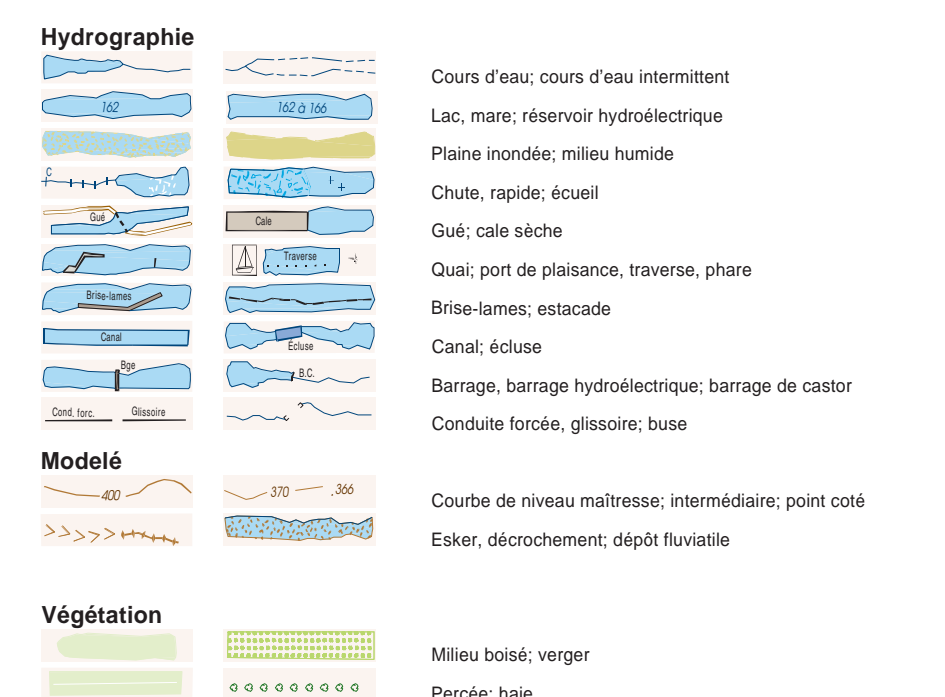 Hydrographie
Cours d'eau; cours d'eau intermittent
162
162 à 166
Lac, mare; réservoir hydroélectrique
Plaine inondée; milieu humide
C
Chute, rapide; écueil
Gué
Cale
Gué; cale sèche
Traverse
Quai; port de plaisance, traverse, phare
Brise-lames
Brise-lames; estacade
Canal
Écluse
Canal; écluse
Bge
B.C.
Barrage, barrage hydroélectrique; barrage de castor
Cond. forc.
Glissoire
Conduite forcée, glissoire; buse
Modelé
400
370
.366
Courbe de niveau maîtresse; intermédiaire; point coté
Esker, décrochement; dépôt fluviatile
Végétation
Milieu boisé; verger
Percée; haie